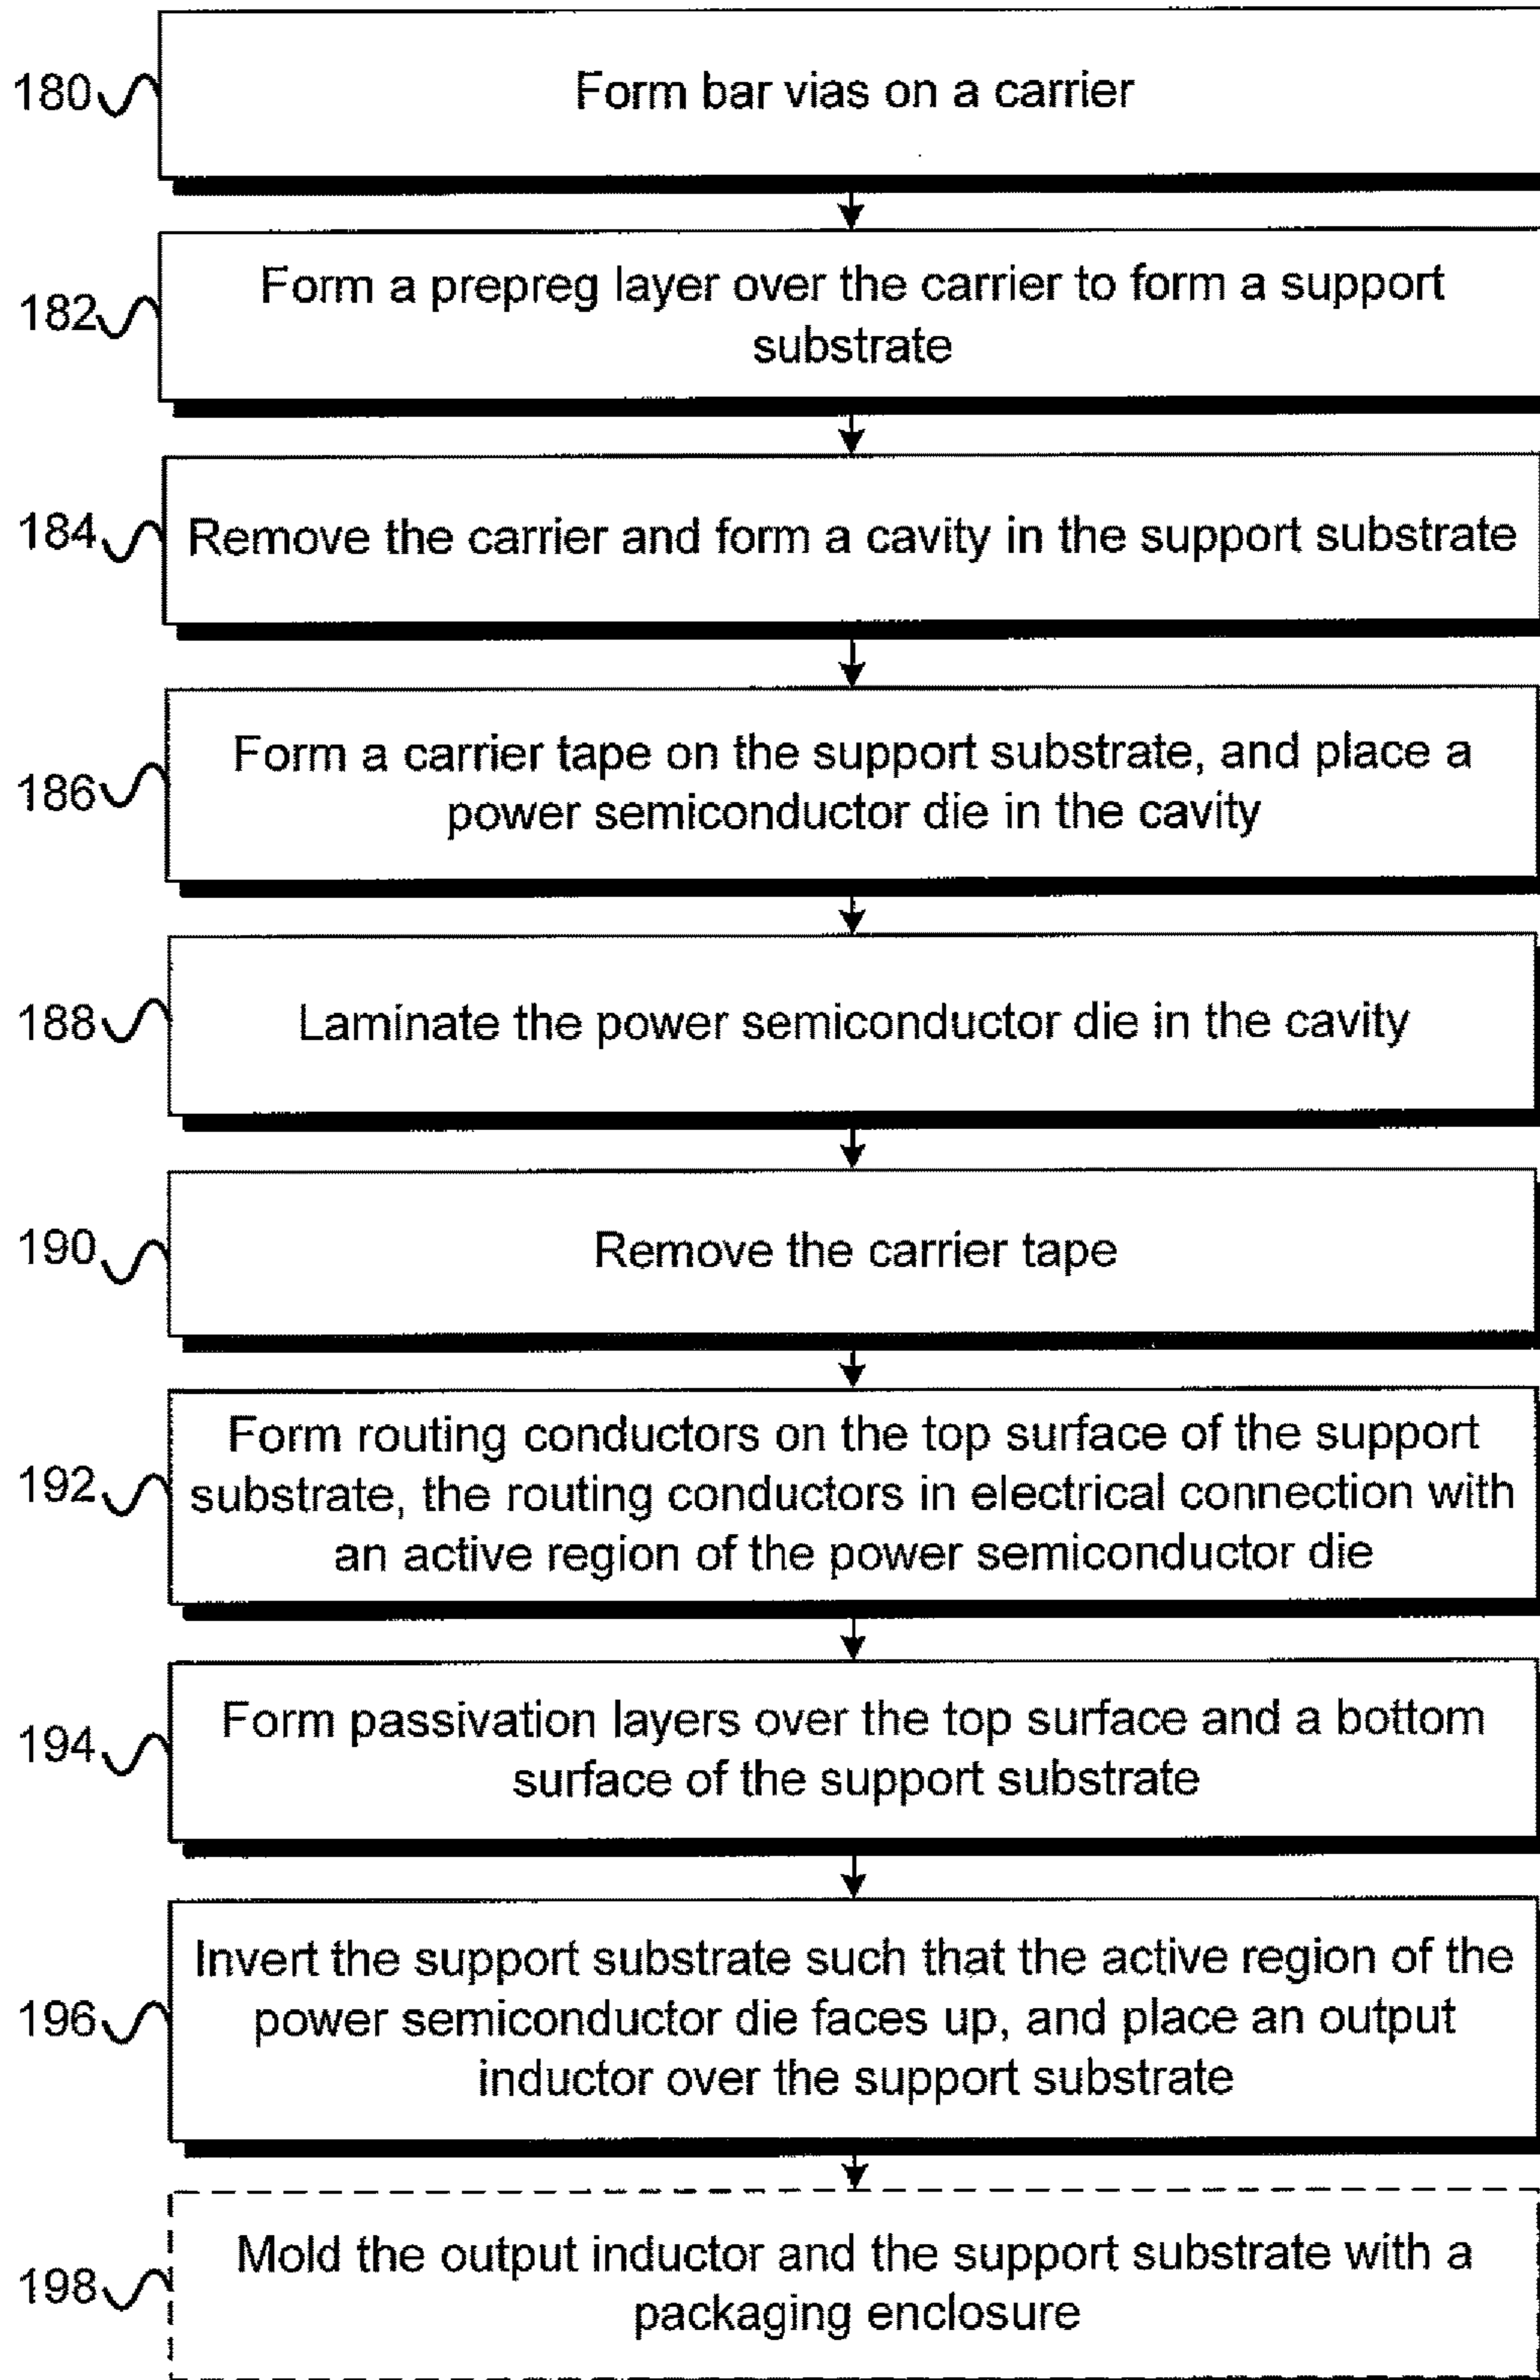 180
Form bar vias on a carrier
182
Form a prepreg layer over the carrier to form a support
substrate
184
Remove the carrier and form a cavity in the support substrate
186
Form a carrier tape on the support substrate, and place a
power semiconductor die in the cavity
188
Laminate the power semiconductor die in the cavity
190
Remove the carrier tape
192
Form routing conductors on the top surface of the support
substrate, the routing conductors in electrical connection with
an active region of the power semiconductor die
194
Form passivation layers over the top surface and a bottom
surface of the support substrate
196
Invert the support substrate such that the active region of the
power semiconductor die faces up, and place an output
inductor over the support substrate
198
Mold the output inductor and the support substrate with a
packaging enclosure